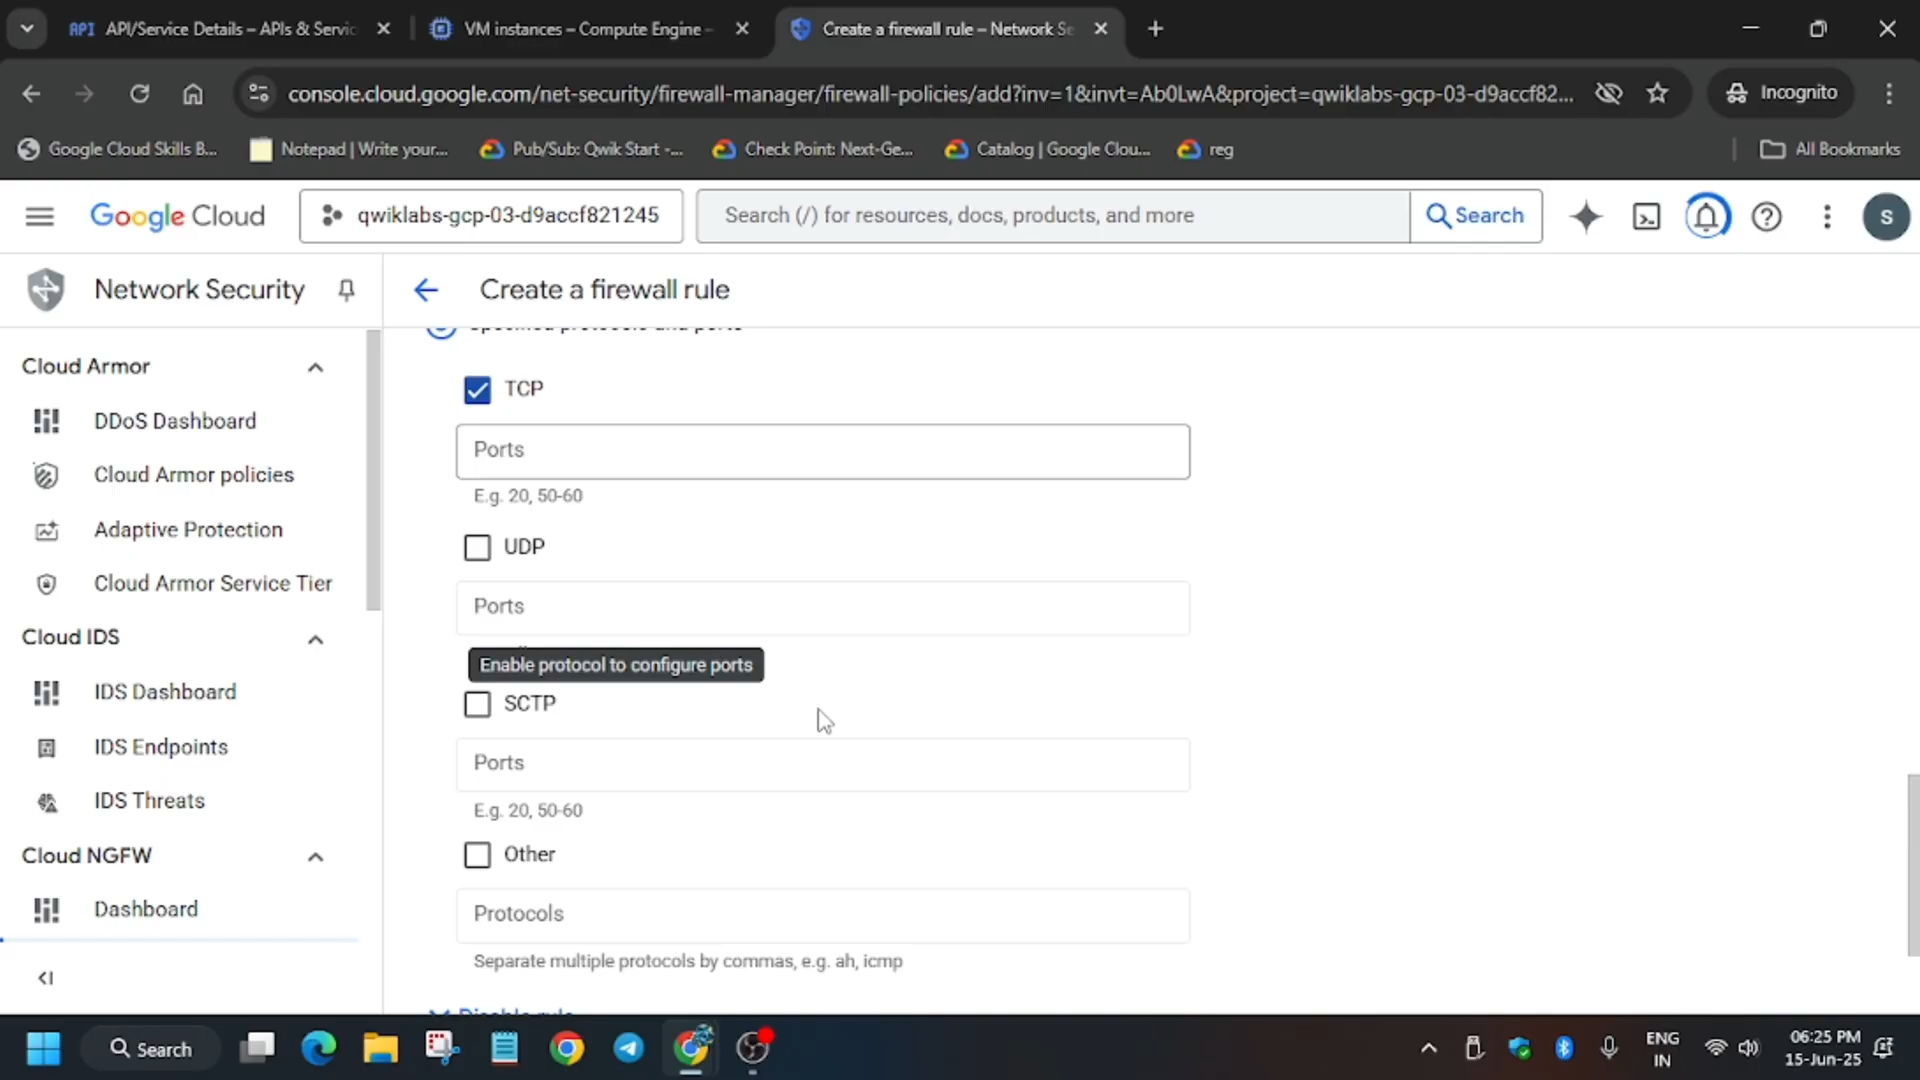 API/Service Details – APIs & Servic
VM instances – Compute Engine –
Create a firewall rule – Network Se
console.cloud.google.com/net-security/firewall-manager/firewall-policies/add?inv=1&invt=Ab0LwA&project=qwiklabs-gcp-03-d9accf82...
Incognito
Google Cloud Skills B...
Notepad | Write your...
Pub/Sub: Qwik Start -...
Check Point: Next-Ge...
Catalog | Google Clou...
reg
All Bookmarks
Google Cloud
qwiklabs-gcp-03-d9accf821245
Search (/) for resources, docs, products, and more
Search
S
Network Security
Create a firewall rule
Cloud Armor
DDoS Dashboard
Cloud Armor policies
Adaptive Protection
Cloud Armor Service Tier
Cloud IDS
IDS Dashboard
IDS Endpoints
IDS Threats
Cloud NGFW
Dashboard
Specified protocols and ports
TCP
Ports
E.g. 20, 50-60
UDP
Ports
Enable protocol to configure ports
SCTP
Ports
E.g. 20, 50-60
Other
Protocols
Separate multiple protocols by commas, e.g. ah, icmp
Disable rule
Search
ENG
IN
06:25 PM
15-Jun-25